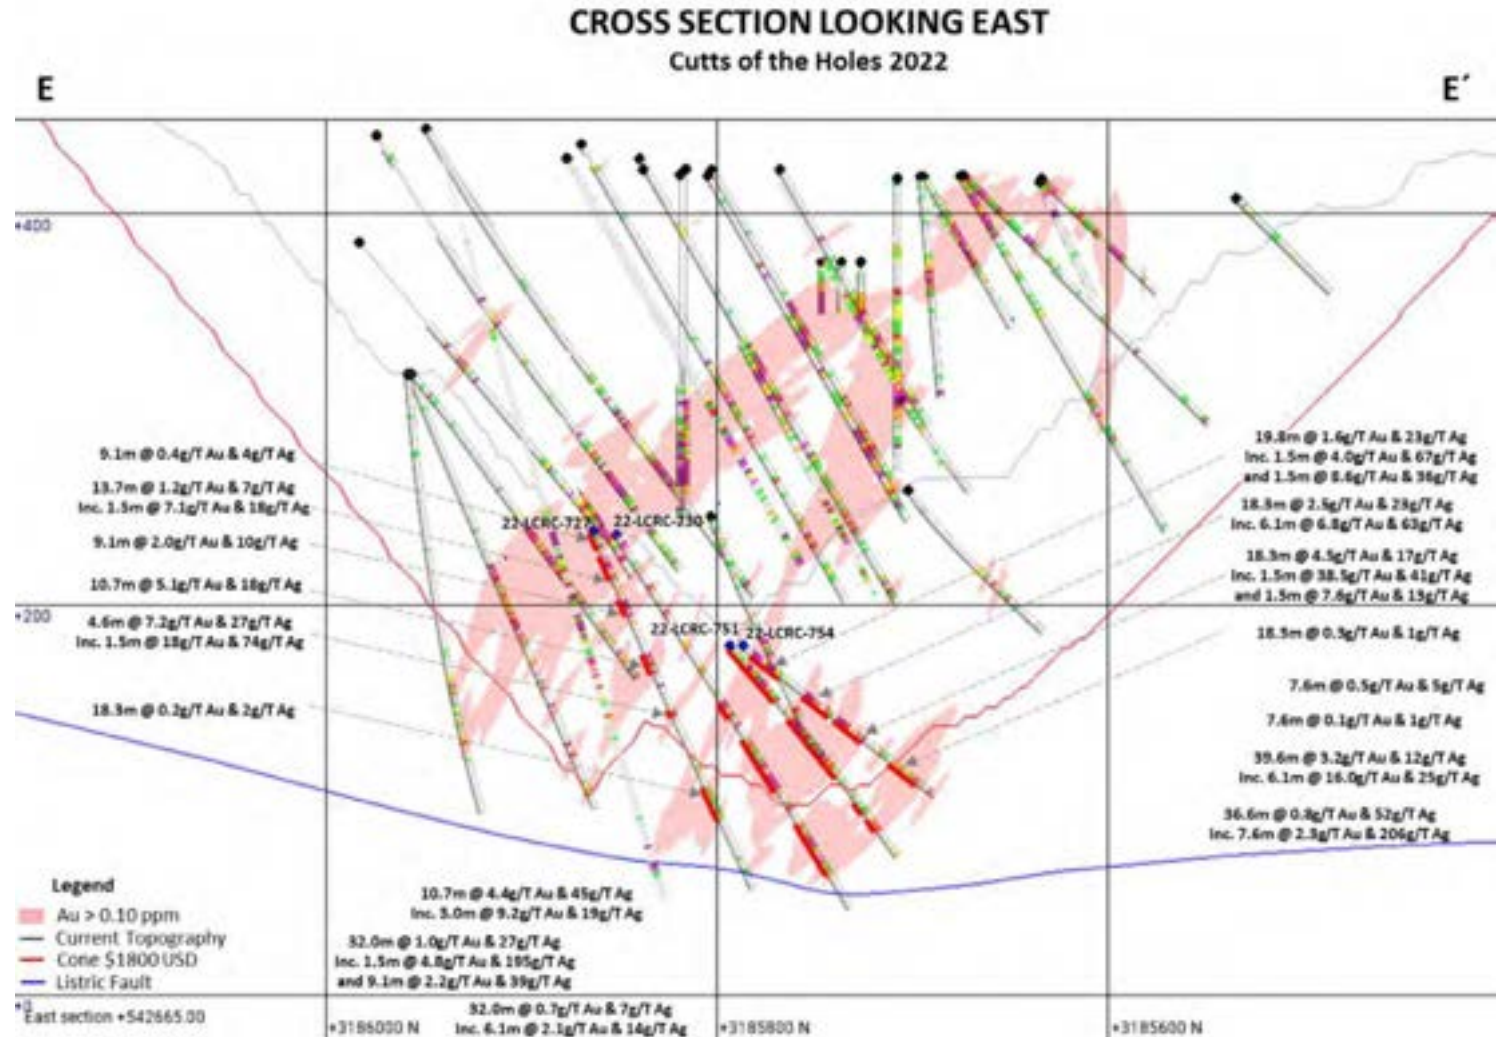 CROSS SECTION LOOKING EAST
Cutts of the Holes 2022
E
E´
+400
9.1m @ 0.4g/T Au & 4g/T Ag
13.7m @ 1.2g/T Au & 7g/T Ag
Inc. 1.5m @ 7.1g/T Au & 18g/T Ag
9.1m @ 2.0g/T Au & 10g/T Ag
10.7m @ 5.1g/T Au & 18g/T Ag
+200
4.6m @ 7.2g/T Au & 27g/T Ag
Inc. 1.5m @ 18g/T Au & 74g/T Ag
18.3m @ 0.2g/T Au & 2g/T Ag
22-LCRC-727
22-LCRC-730
22-LCRC-751
22-LCRC-754
19.8m @ 1.6g/T Au & 23g/T Ag
Inc. 1.5m @ 4.0g/T Au & 67g/T Ag
and 1.5m @ 8.6g/T Au & 36g/T Ag
18.3m @ 2.5g/T Au & 23g/T Ag
Inc. 6.1m @ 6.8g/T Au & 63g/T Ag
18.3m @ 4.5g/T Au & 17g/T Ag
Inc. 1.5m @ 38.5g/T Au & 41g/T Ag
and 1.5m @ 7.6g/T Au & 13g/T Ag
18.3m @ 0.3g/T Au & 1g/T Ag
7.6m @ 0.5g/T Au & 5g/T Ag
7.6m @ 0.1g/T Au & 1g/T Ag
39.6m @ 3.2g/T Au & 12g/T Ag
Inc. 6.1m @ 16.0g/T Au & 25g/T Ag
36.6m @ 0.8g/T Au & 52g/T Ag
Inc. 7.6m @ 2.3g/T Au & 206g/T Ag
10.7m @ 4.4g/T Au & 45g/T Ag
Inc. 3.0m @ 9.2g/T Au & 19g/T Ag
32.0m @ 1.0g/T Au & 27g/T Ag
Inc. 1.5m @ 4.8g/T Au & 195g/T Ag
and 9.1m @ 2.2g/T Au & 39g/T Ag
32.0m @ 0.7g/T Au & 7g/T Ag
Inc. 6.1m @ 2.1g/T Au & 14g/T Ag
Legend
Au > 0.10 ppm
Current Topography
Cone $1800 USD
Listric Fault
+0
East section +542665.00
+3186000 N
+3185800 N
+3185600 N